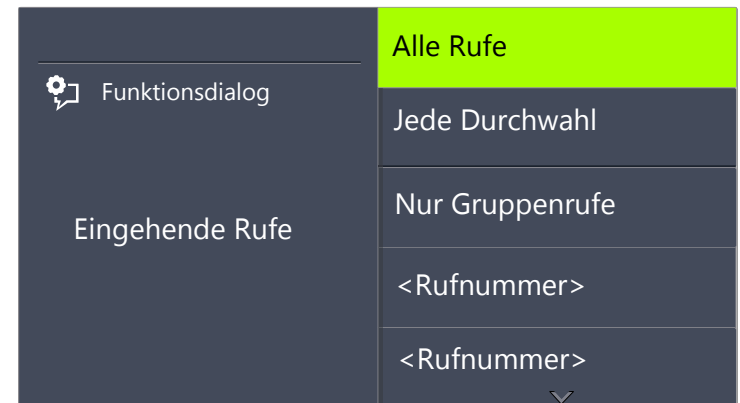 Funktionsdialog
Eingehende Rufe
Alle Rufe
Jede Durchwahl
Nur Gruppenrufe
<Rufnummer>
<Rufnummer>